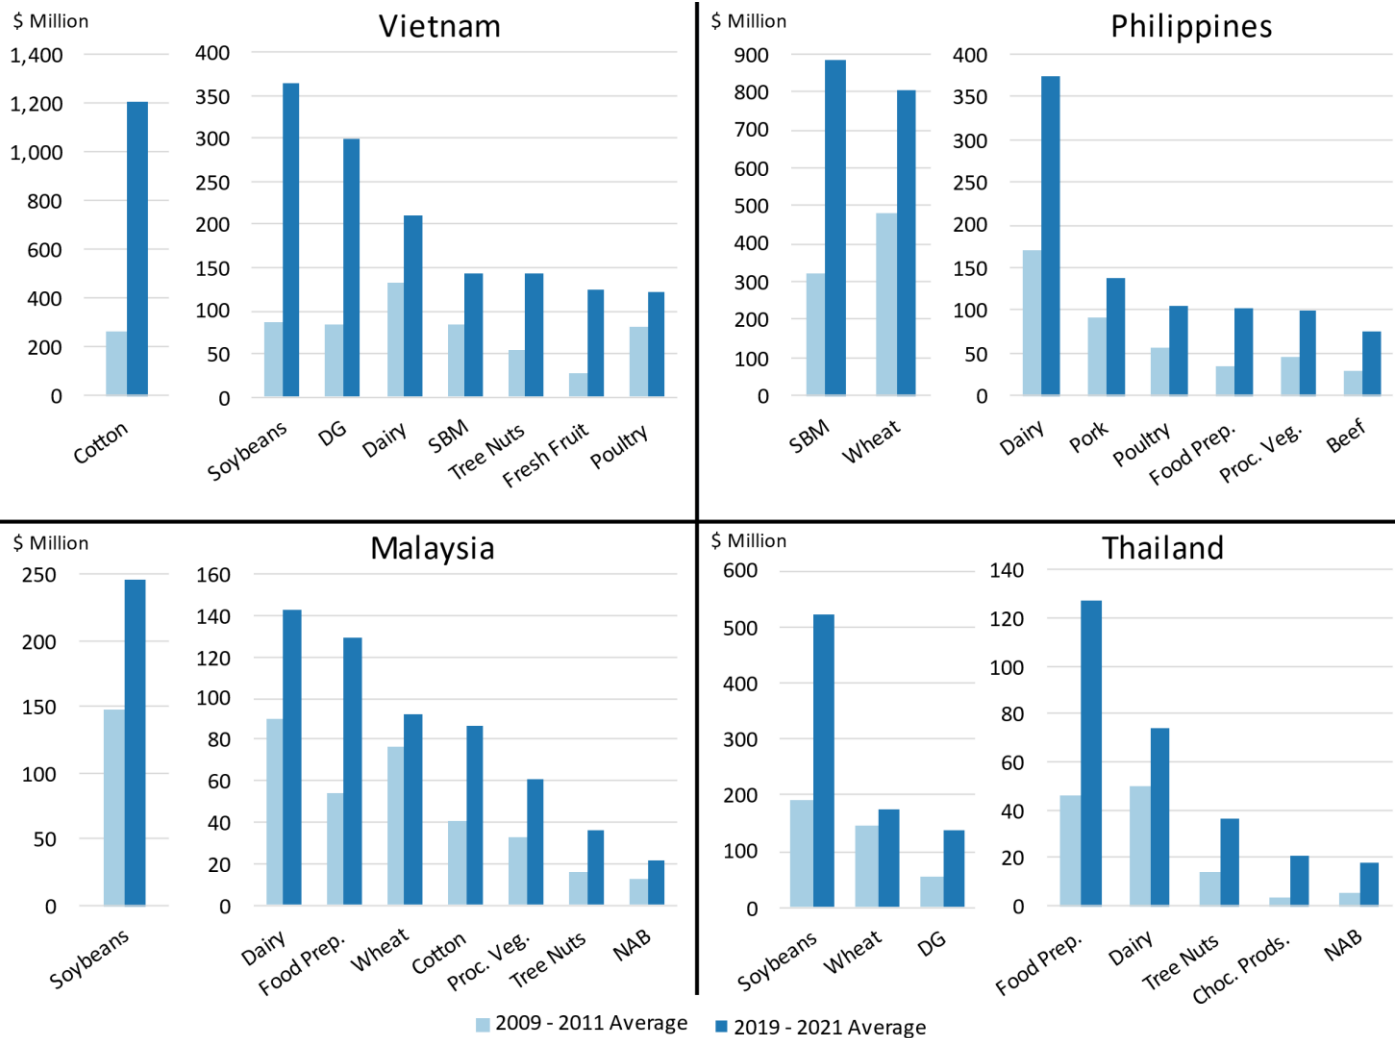 $ Million
Vietnam
1,400
1,200
1,000
800
600
400
200
0
Cotton
400
350
300
250
200
150
100
50
0
Soybeans
DG
Dairy
SBM
Tree Nuts
Fresh Fruit
Poultry
$ Million
Philippines
900
800
700
600
500
400
300
200
100
0
SBM
Wheat
400
350
300
250
200
150
100
50
0
Dairy
Pork
Poultry
Food Prep.
Proc. Veg.
Beef
$ Million
Malaysia
250
200
150
100
50
0
Soybeans
160
140
120
100
80
60
40
20
0
Dairy
Food Prep.
Wheat
Cotton
Proc. Veg.
Tree Nuts
NAB
$ Million
Thailand
600
500
400
300
200
100
0
Soybeans
Wheat
DG
140
120
100
80
60
40
20
0
Food Prep.
Dairy
Tree Nuts
Choc. Prods.
NAB
2009 - 2011 Average
2019 - 2021 Average